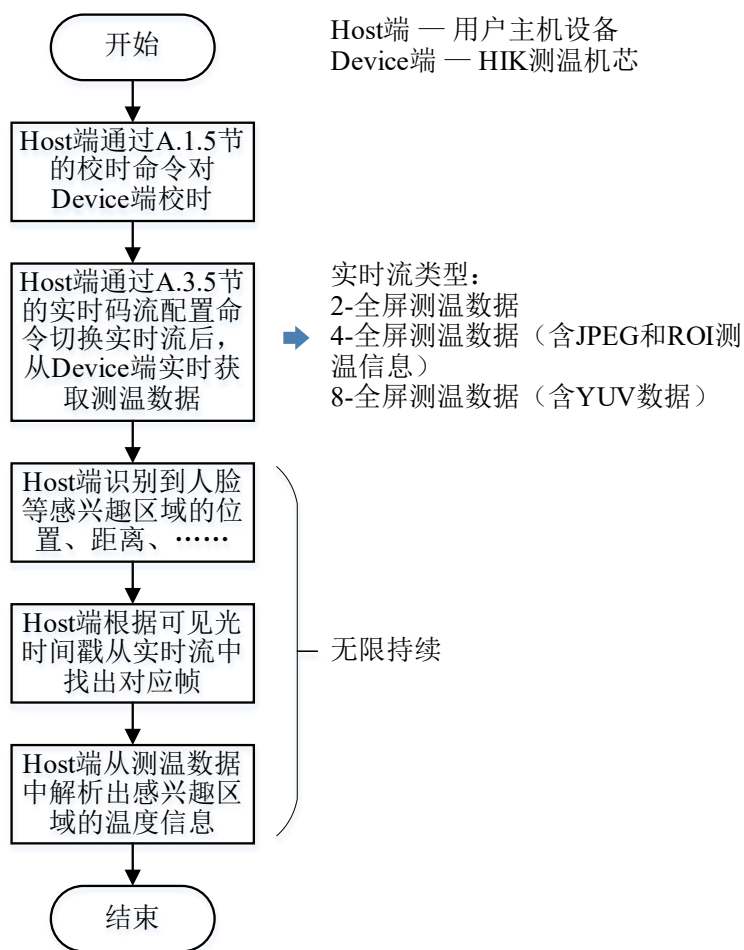 开始
Host端 — 用户主机设备
Device端 — HIK测温机芯
Host端通过A.1.5节
的校时命令对
Device端校时
Host端通过A.3.5节
的实时码流配置命
令切换实时流后，
从Device端实时获
取测温数据
实时流类型：
2-全屏测温数据
4-全屏测温数据（含JPEG和ROI测
温信息）
8-全屏测温数据（含YUV数据）
Host端识别到人脸
等感兴趣区域的位
置、距离、……
Host端根据可见光
时间戳从实时流中
找出对应帧
无限持续
Host端从测温数据
中解析出感兴趣区
域的温度信息
结束